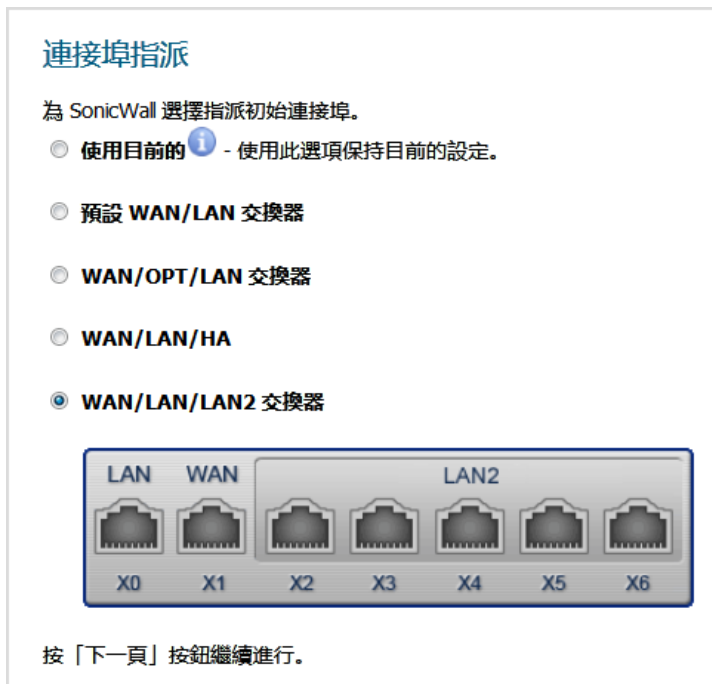 連接埠指派
為 SonicWall 選擇指派初始連接埠。
使用目前的 i - 使用此選項保持目前的設定。
預設 WAN/LAN 交換器
WAN/OPT/LAN 交換器
WAN/LAN/HA
WAN/LAN/LAN2 交換器
LAN WAN LAN2
X0 X1 X2 X3 X4 X5 X6
按「下一頁」按鈕繼續進行。